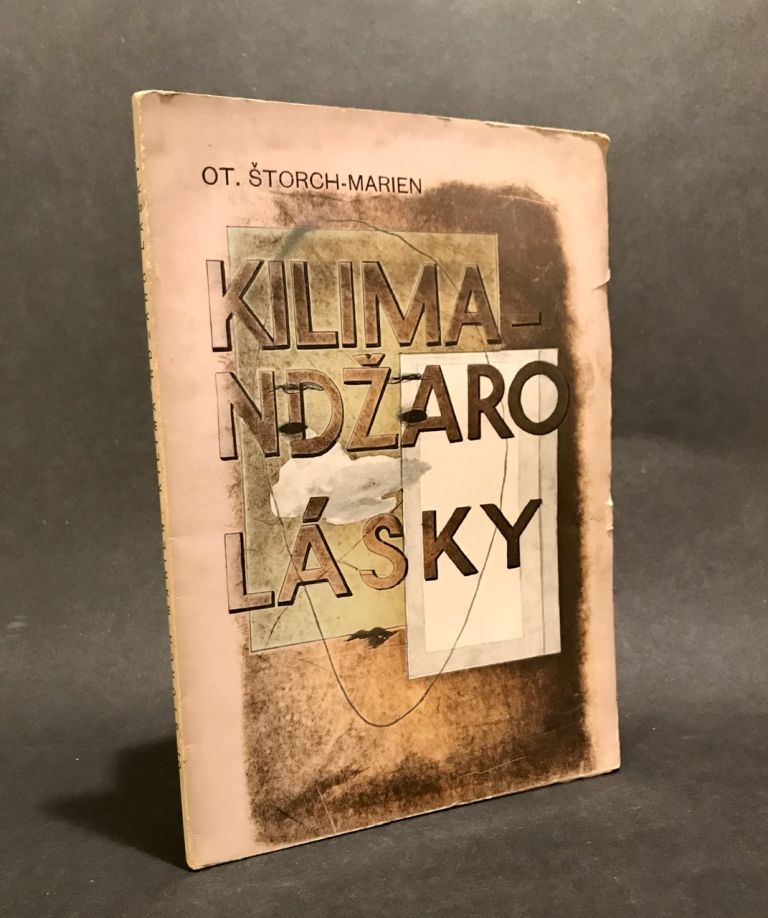 OT. ŠTORCH-MARIEN
KILIMA-
NDŽARO
LÁSKY